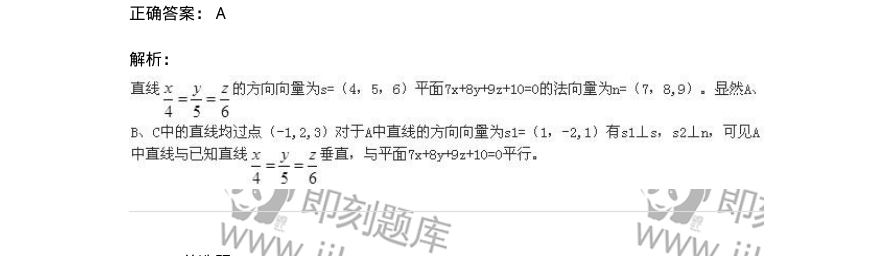 正确答案： A
解析：
直线 x/4 = y/5 = z/6 的方向向量为s=（4，5，6）平面7x+8y+9z+10=0的法向量为n=（7，8,9）。显然A、
B、C中的直线均过点（-1,2,3）对于A中直线的方向向量为s1=（1，-2,1）有s1⊥s，s2⊥n，可见A
中直线与已知直线 x/4 = y/5 = z/6 垂直，与平面7x+8y+9z+10=0平行。
即刻题库
即刻